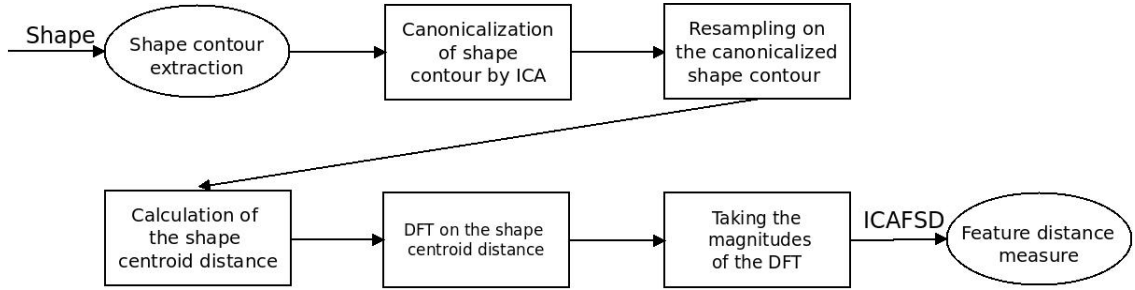 Shape
Shape contour
extraction
Canonicalization
of shape
contour by ICA
Resampling on
the canonicalized
shape contour
Calculation of
the shape
centroid distance
DFT on the shape
centroid distance
Taking the
magnitudes
of the DFT
ICAFSD
Feature distance
measure